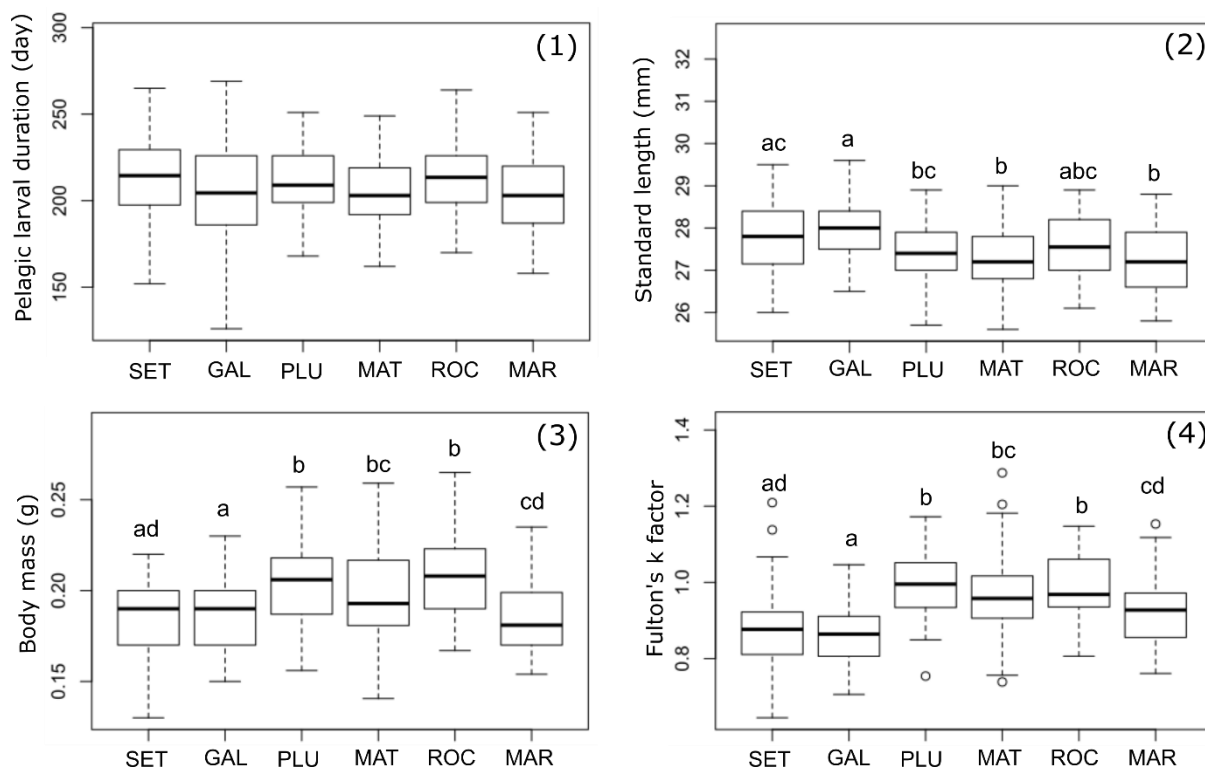 (1)
Pelagic larval duration (day)
300
250
200
150
SET GAL PLU MAT ROC MAR
(2)
Standard length (mm)
32
31
30
29
28
27
26
ac a bc b abc b
SET GAL PLU MAT ROC MAR
(3)
Body mass (g)
0.25
0.20
0.15
ad a b bc b cd
SET GAL PLU MAT ROC MAR
(4)
Fulton's k factor
1.4
1.2
1.0
0.8
ad a b bc b cd
SET GAL PLU MAT ROC MAR